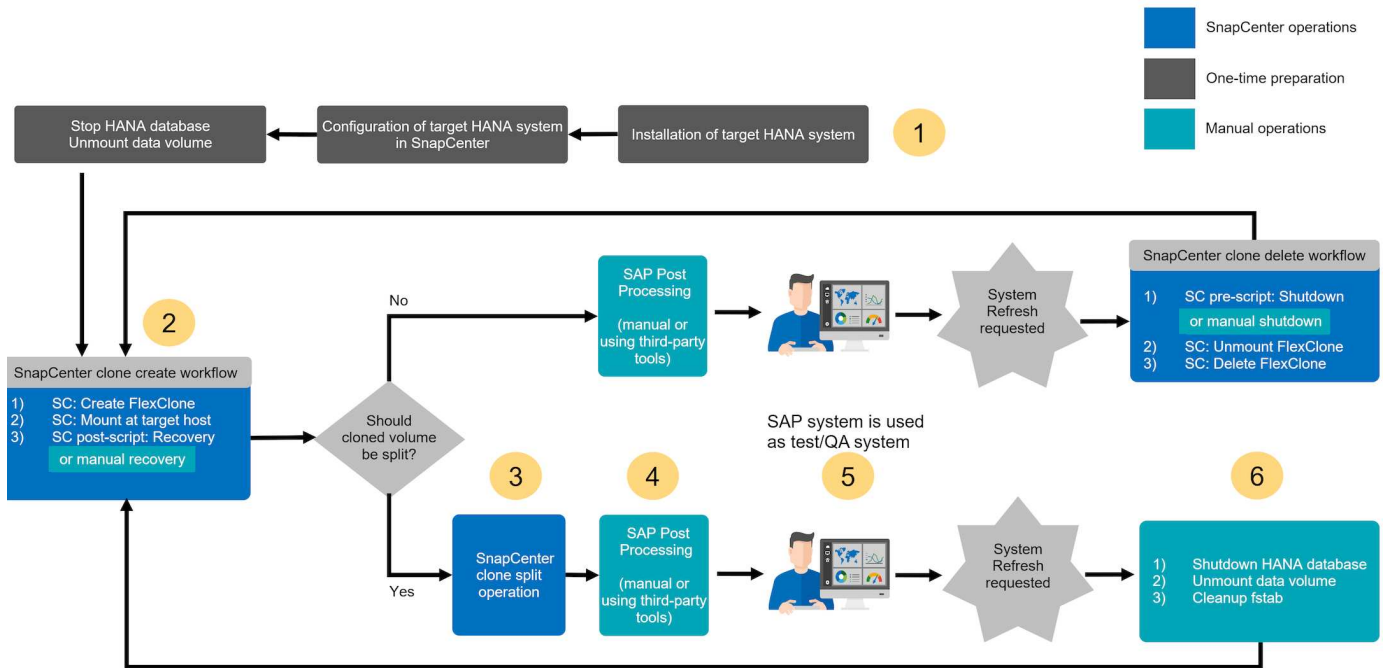 SnapCenter operations
One-time preparation
Manual operations
Stop HANA database
Unmount data volume
Configuration of target HANA system
in SnapCenter
Installation of target HANA system
1
2
SnapCenter clone create workflow
1) SC: Create FlexClone
2) SC: Mount at target host
3) SC post-script: Recovery
or manual recovery
Should
cloned volume
be split?
No
SAP Post
Processing
(manual or
using third-party
tools)
System
Refresh
requested
SnapCenter clone delete workflow
1) SC pre-script: Shutdown
or manual shutdown
2) SC: Unmount FlexClone
3) SC: Delete FlexClone
SAP system is used
as test/QA system
Yes
3
SnapCenter
clone split
operation
4
SAP Post
Processing
(manual or
using third-party
tools)
5
System
Refresh
requested
6
1) Shutdown HANA database
2) Unmount data volume
3) Cleanup fstab